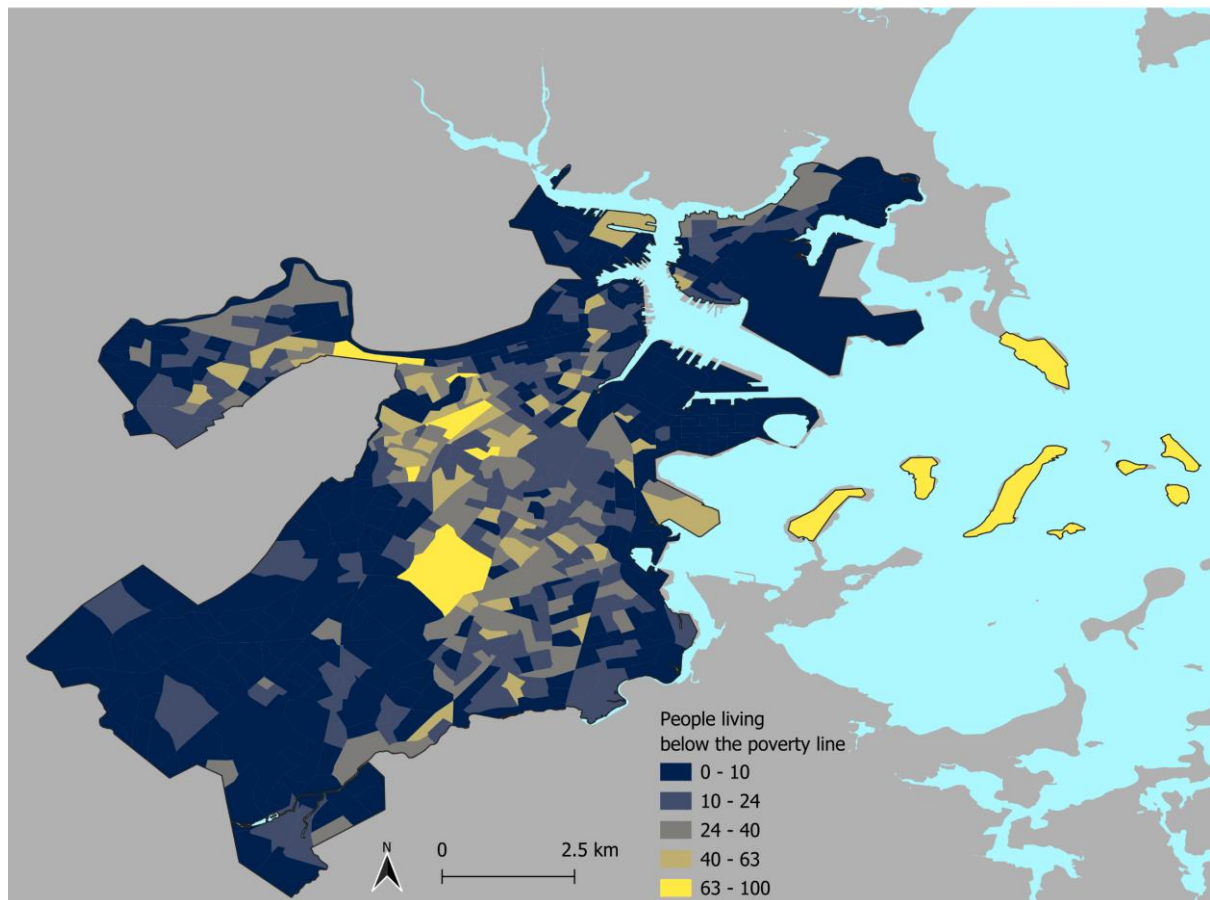 People living
below the poverty line
0 - 10
10 - 24
24 - 40
40 - 63
63 - 100
N
0 2.5 km